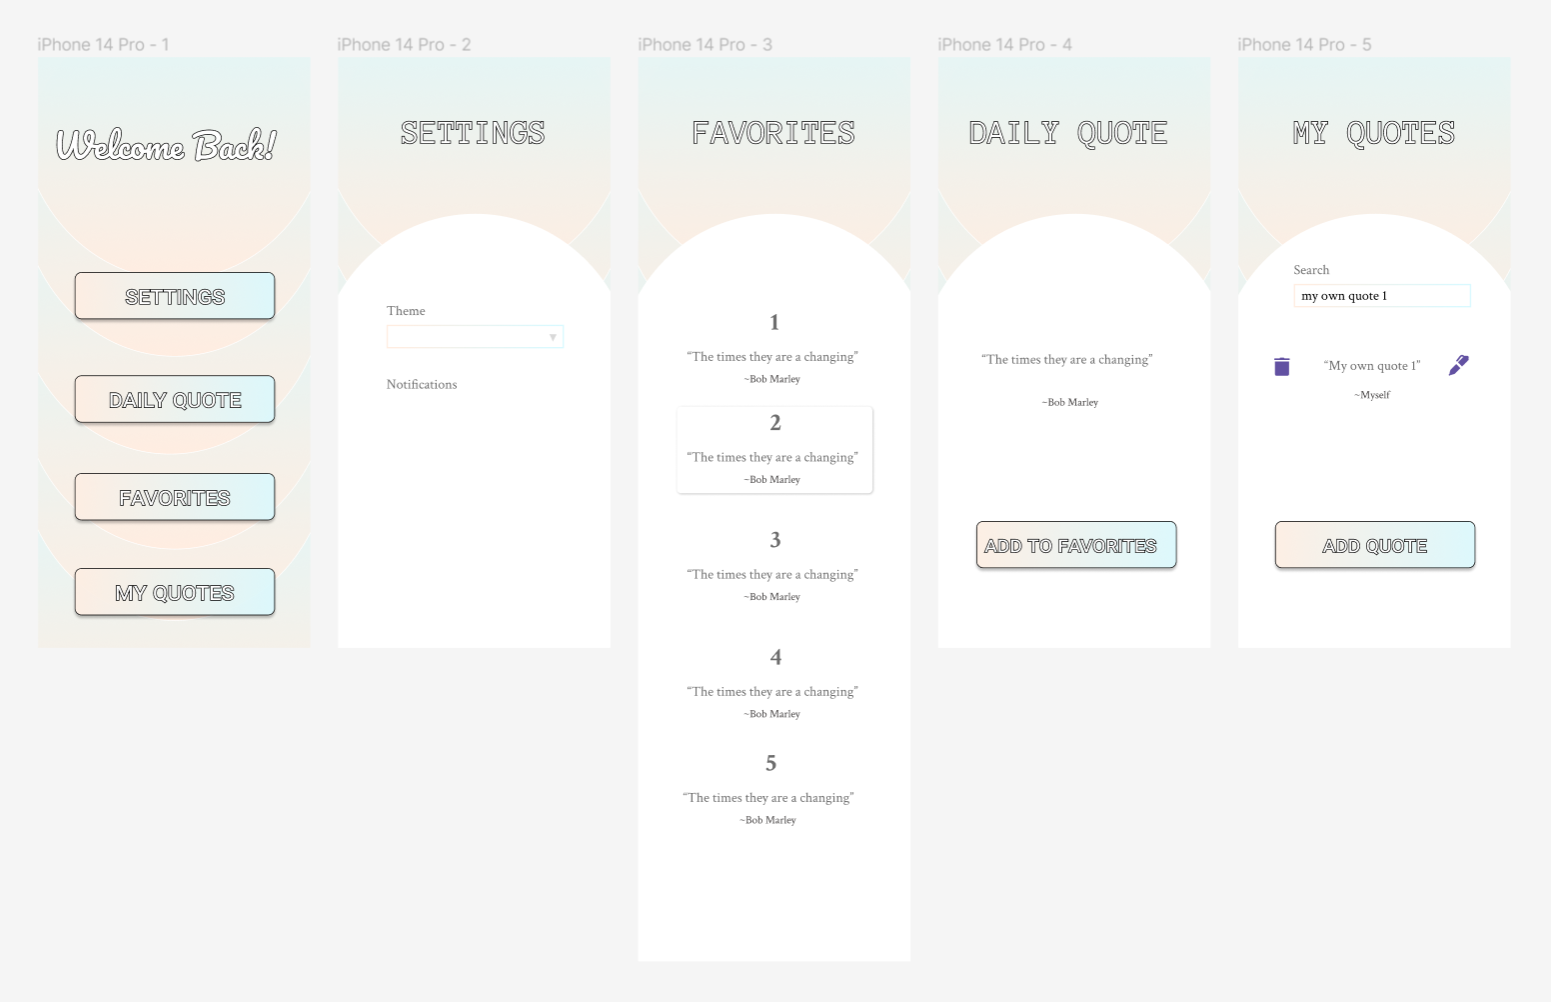 iPhone 14 Pro - 1
Welcome Back!
SETTINGS
DAILY QUOTE
FAVORITES
MY QUOTES
iPhone 14 Pro - 2
SETTINGS
Theme
Notifications
iPhone 14 Pro - 3
FAVORITES
1
“The times they are a changing”
~Bob Marley
2
“The times they are a changing”
~Bob Marley
3
“The times they are a changing”
~Bob Marley
4
“The times they are a changing”
~Bob Marley
5
“The times they are a changing”
~Bob Marley
iPhone 14 Pro - 4
DAILY QUOTE
“The times they are a changing”
~Bob Marley
ADD TO FAVORITES
iPhone 14 Pro - 5
MY QUOTES
Search
my own quote 1
“My own quote 1”
~Myself
ADD QUOTE